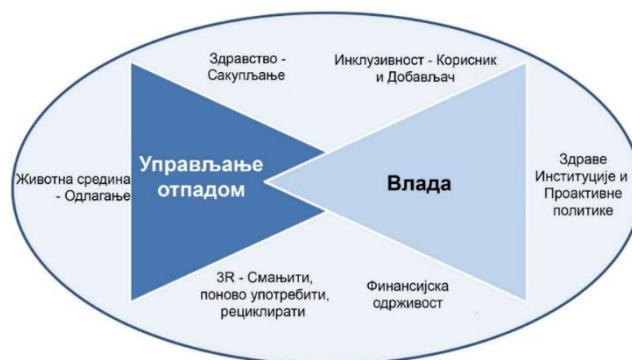 Здравство -
Сакупљање
Инклузивност - Корисник
и Добављач
Животна средина
- Одлагање
Управљање
отпадом
Влада
Здраве
Институције и
Проактивне
политике
3R - Смањити,
поново употребити,
рециклирати
Финансијска
одрживост